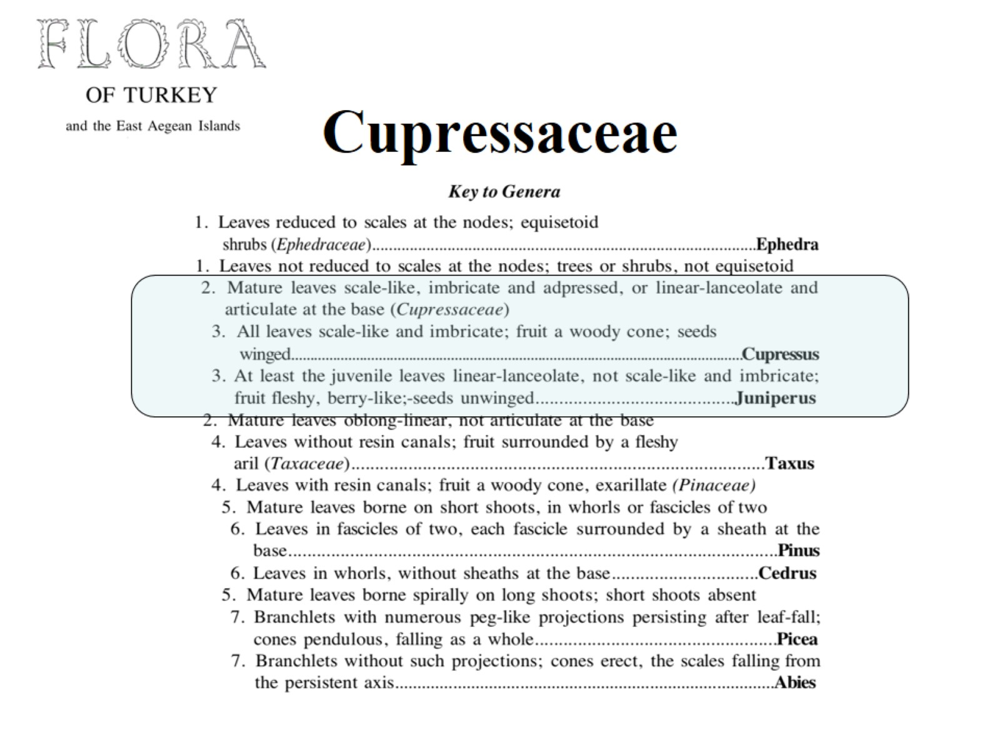 FLORA
OF TURKEY
and the East Aegean Islands
Cupressaceae
Key to Genera
1. Leaves reduced to scales at the nodes; equisetoid
shrubs (Ephedraceae)..........................................................................................Ephedra
1. Leaves not reduced to scales at the nodes; trees or shrubs, not equisetoid
2. Mature leaves scale-like, imbricate and adpressed, or linear-lanceolate and
articulate at the base (Cupressaceae)
3. All leaves scale-like and imbricate; fruit a woody cone; seeds
winged..........................................................................................Cupressus
3. At least the juvenile leaves linear-lanceolate, not scale-like and imbricate;
fruit fleshy, berry-like;-seeds unwinged..........................................Juniperus
2. Mature leaves oblong-linear, not articulate at the base
4. Leaves without resin canals; fruit surrounded by a fleshy
aril (Taxaceae)..........................................................................................Taxus
4. Leaves with resin canals; fruit a woody cone, exarillate (Pinaceae)
5. Mature leaves borne on short shoots, in whorls or fascicles of two
6. Leaves in fascicles of two, each fascicle surrounded by a sheath at the
base..........................................................................................Pinus
6. Leaves in whorls, without sheaths at the base..............................Cedrus
5. Mature leaves borne spirally on long shoots; short shoots absent
7. Branchlets with numerous peg-like projections persisting after leaf-fall;
cones pendulous, falling as a whole..................................................Picea
7. Branchlets without such projections; cones erect, the scales falling from
the persistent axis................................................................................Abies